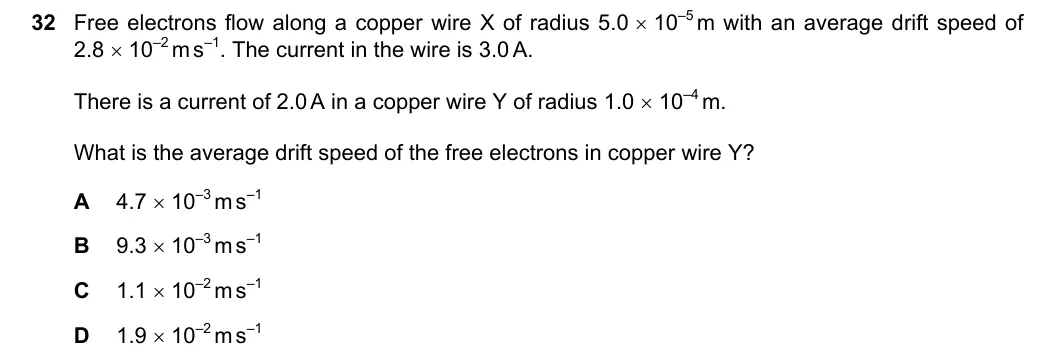 32 Free electrons flow along a copper wire X of radius 5.0 × 10⁻⁵ m with an average drift speed of
2.8 × 10⁻² m s⁻¹. The current in the wire is 3.0 A.
There is a current of 2.0 A in a copper wire Y of radius 1.0 × 10⁻⁴ m.
What is the average drift speed of the free electrons in copper wire Y?
A 4.7 × 10⁻³ m s⁻¹
B 9.3 × 10⁻³ m s⁻¹
C 1.1 × 10⁻² m s⁻¹
D 1.9 × 10⁻² m s⁻¹